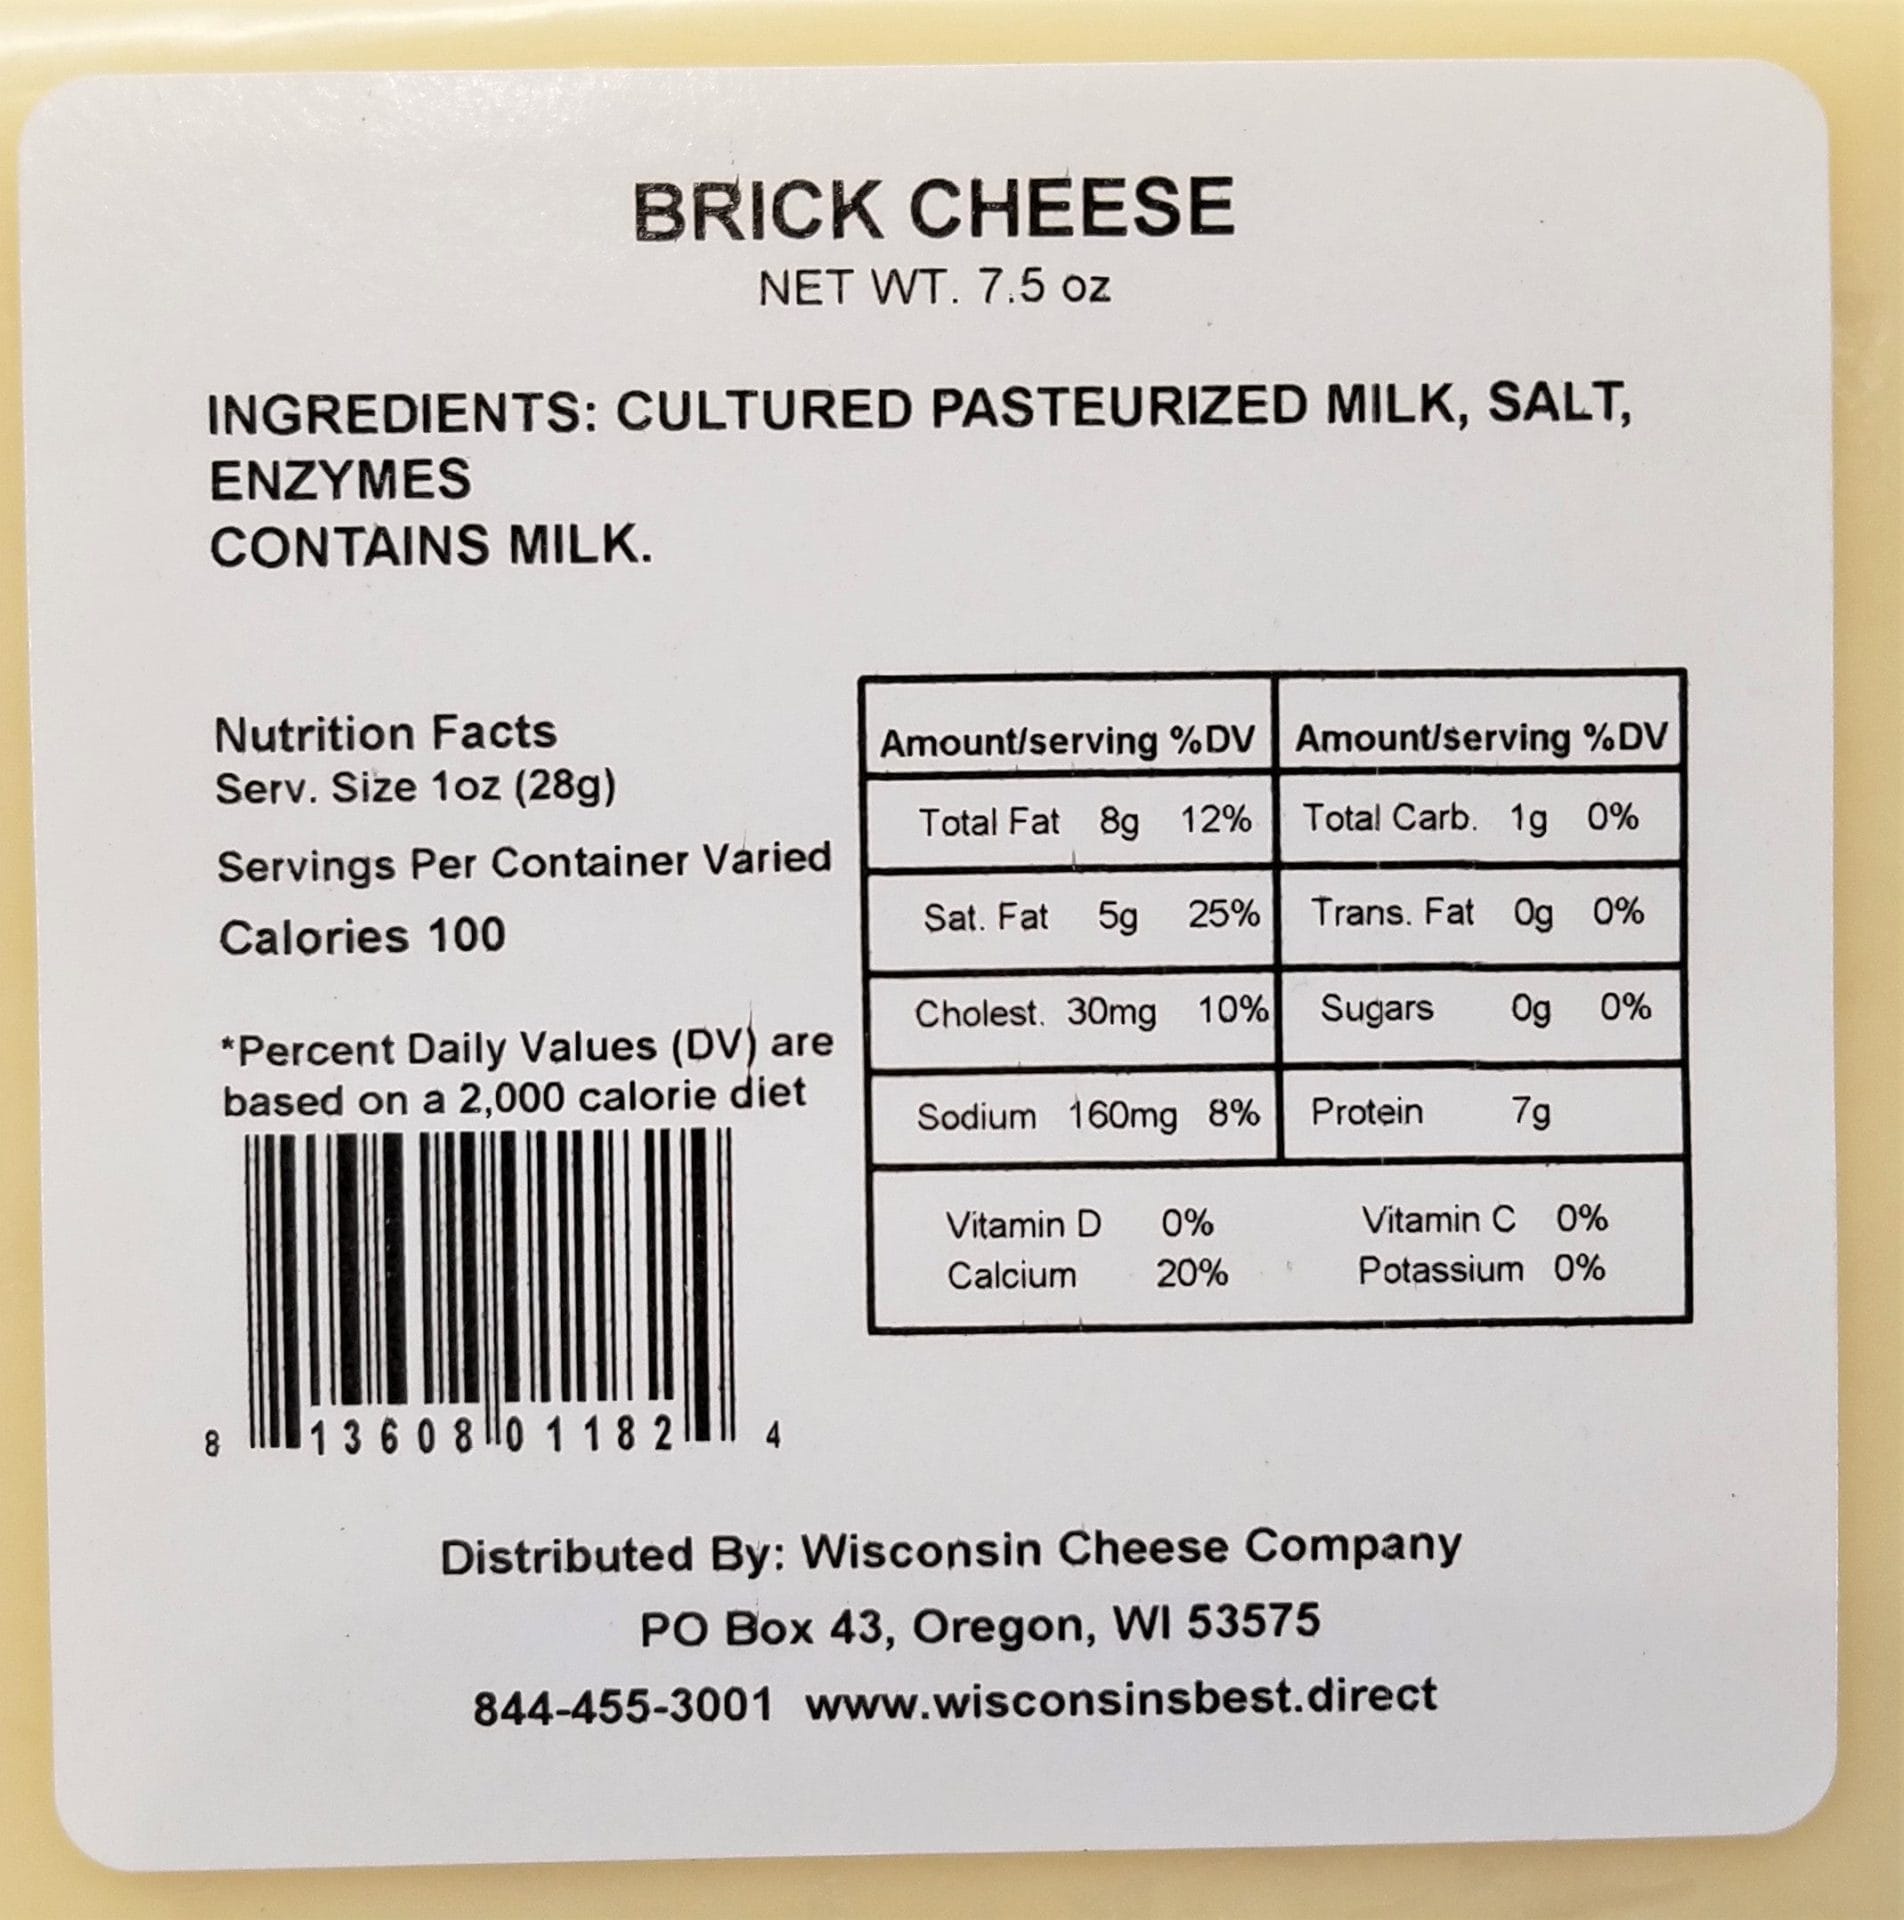 BRICK CHEESE
NET WT. 7.5 oz
INGREDIENTS: CULTURED PASTEURIZED MILK, SALT,
ENZYMES
CONTAINS MILK.
Nutrition Facts
Serv. Size 1oz (28g)
Servings Per Container Varied
Calories 100
*Percent Daily Values (DV) are
based on a 2,000 calorie diet
Amount/serving %DV Amount/serving %DV
Total Fat 8g 12% Total Carb. 1g 0%
Sat. Fat 5g 25% Trans. Fat 0g 0%
Cholest. 30mg 10% Sugars 0g 0%
Sodium 160mg 8% Protein 7g
Vitamin D 0% Vitamin C 0%
Calcium 20% Potassium 0%
8 13608 01182 4
Distributed By: Wisconsin Cheese Company
PO Box 43, Oregon, WI 53575
844-455-3001 www.wisconsinsbest.direct